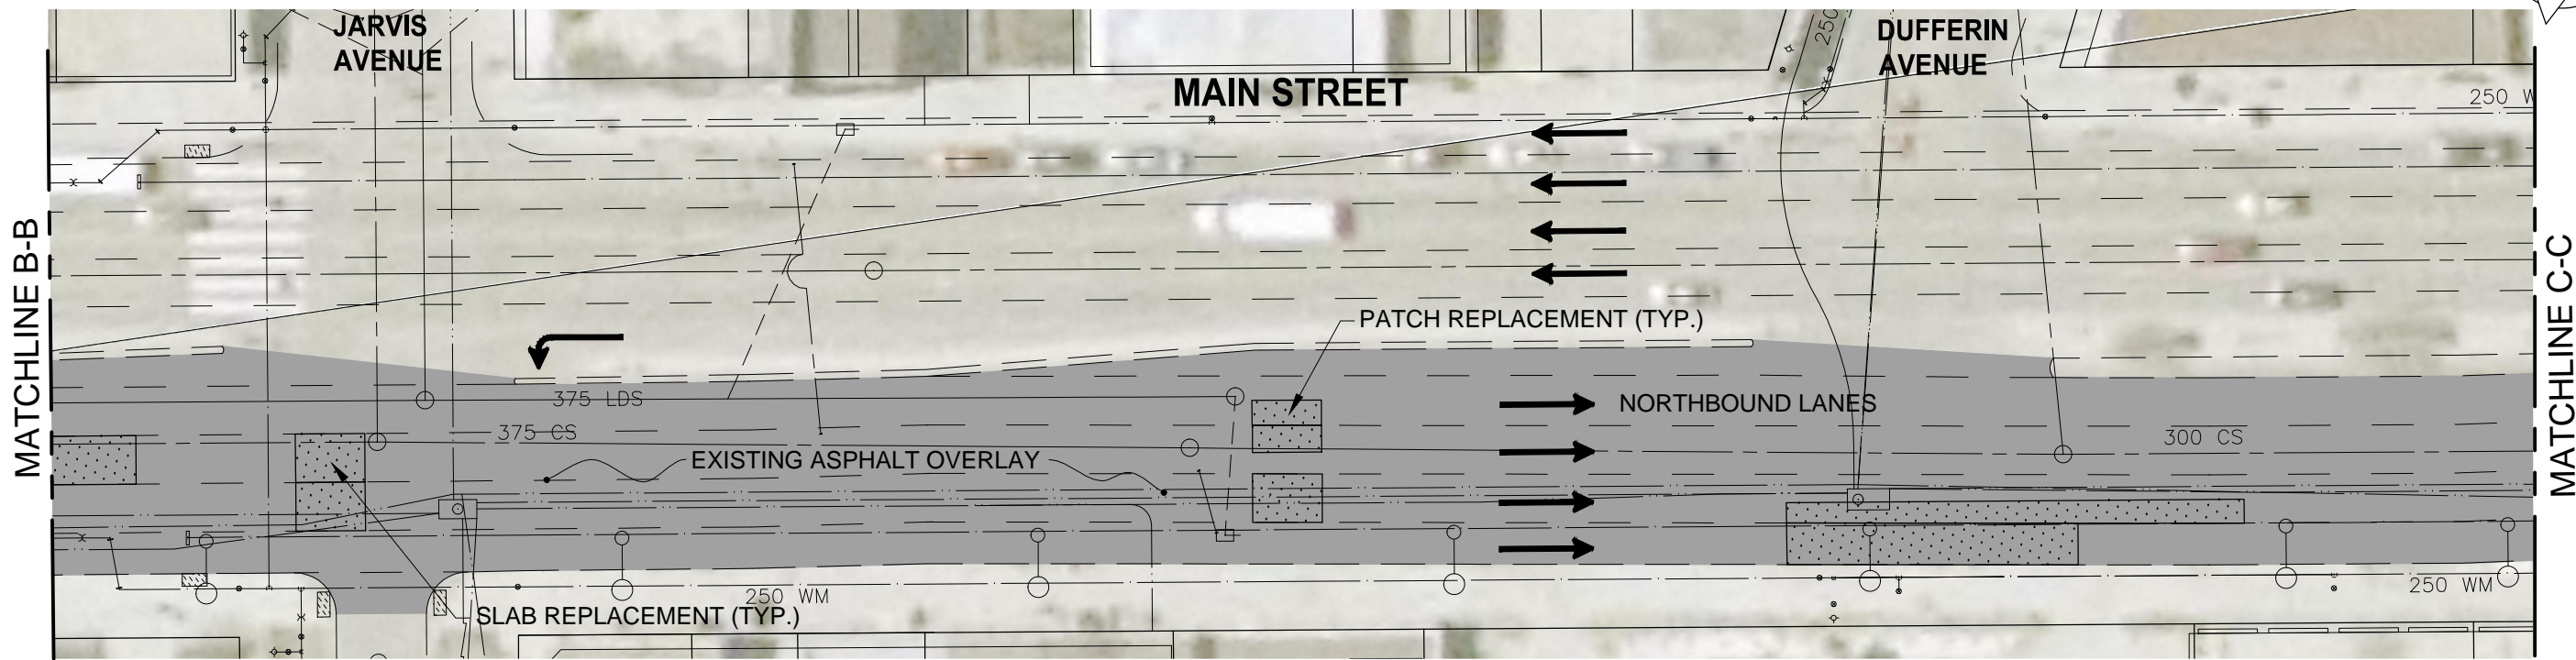 JARVIS
AVENUE
250
DUFFERIN
AVENUE
MAIN STREET
250 W
MATCHLINE B-B
MATCHLINE C-C
PATCH REPLACEMENT (TYP.)
375 LDS
NORTHBOUND LANES
375 CS
300 CS
EXISTING ASPHALT OVERLAY
250 WM
250 WM
SLAB REPLACEMENT (TYP.)